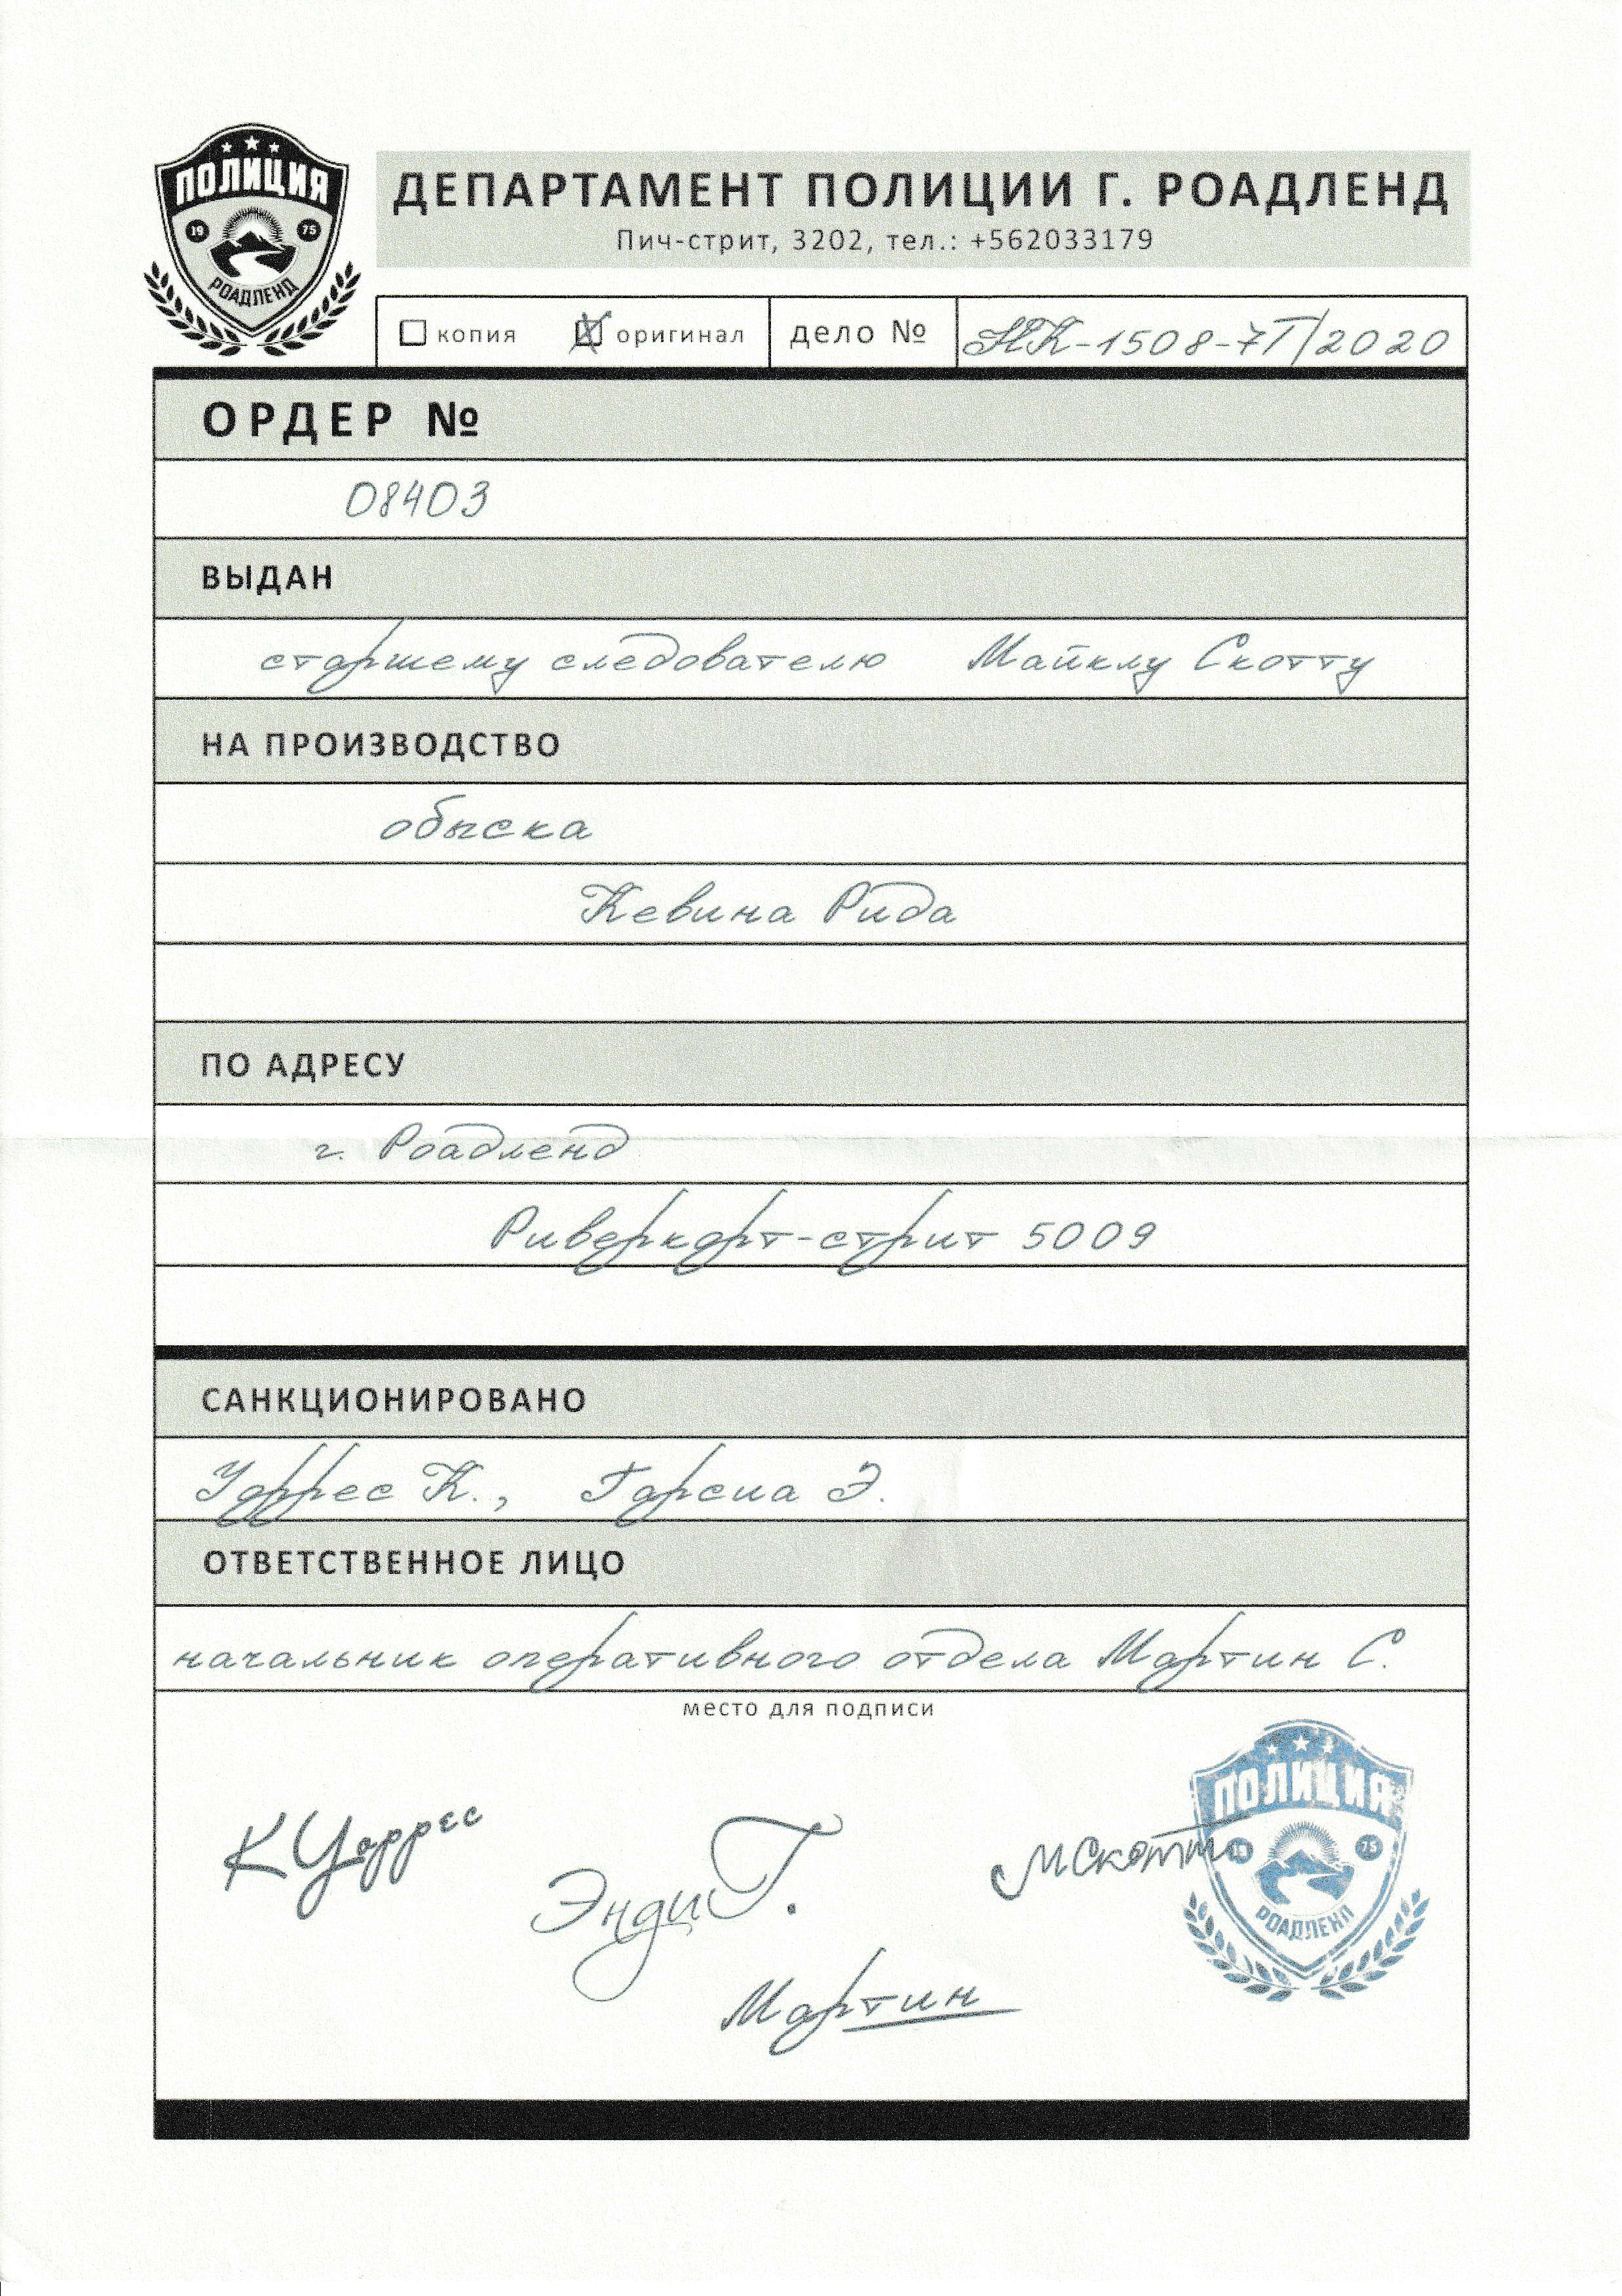 ПОЛИЦИЯ
19 75
РОАДЛЕНД
ДЕПАРТАМЕНТ ПОЛИЦИИ Г. РОАДЛЕНД
Пич-стрит, 3202, тел.: +562033179
копия оригинал дело № НК-1508-7Т/2020
ОРДЕР №
08403
ВЫДАН
старшему следователю Майклу Скотту
НА ПРОИЗВОДСТВО
обыска
Кевина Рида
ПО АДРЕСУ
г. Роадленд
Риверкорт-стрит 5009
САНКЦИОНИРОВАНО
Уоррес К., Гарсиа Э.
ОТВЕТСТВЕННОЕ ЛИЦО
начальник оперативного отдела Мартин С.
место для подписи
ПОЛИЦИЯ
К Уоррес Энди Г. М Скотт 19 75
РОАДЛЕНД
Мартин